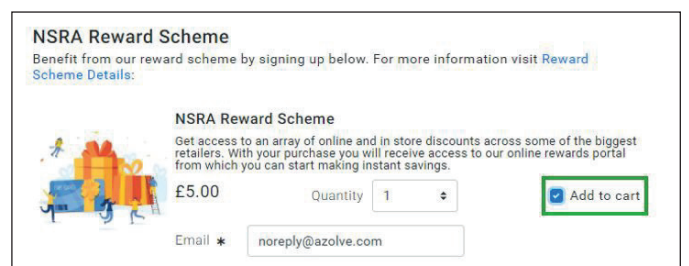 NSRA Reward Scheme
Benefit from our reward scheme by signing up below. For more information visit Reward
Scheme Details:
NSRA Reward Scheme
Get access to an array of online and in store discounts across some of the biggest
retailers. With your purchase you will receive access to our online rewards portal
from which you can start making instant savings.
£5.00 Quantity 1 Add to cart
Email * noreply@azolve.com